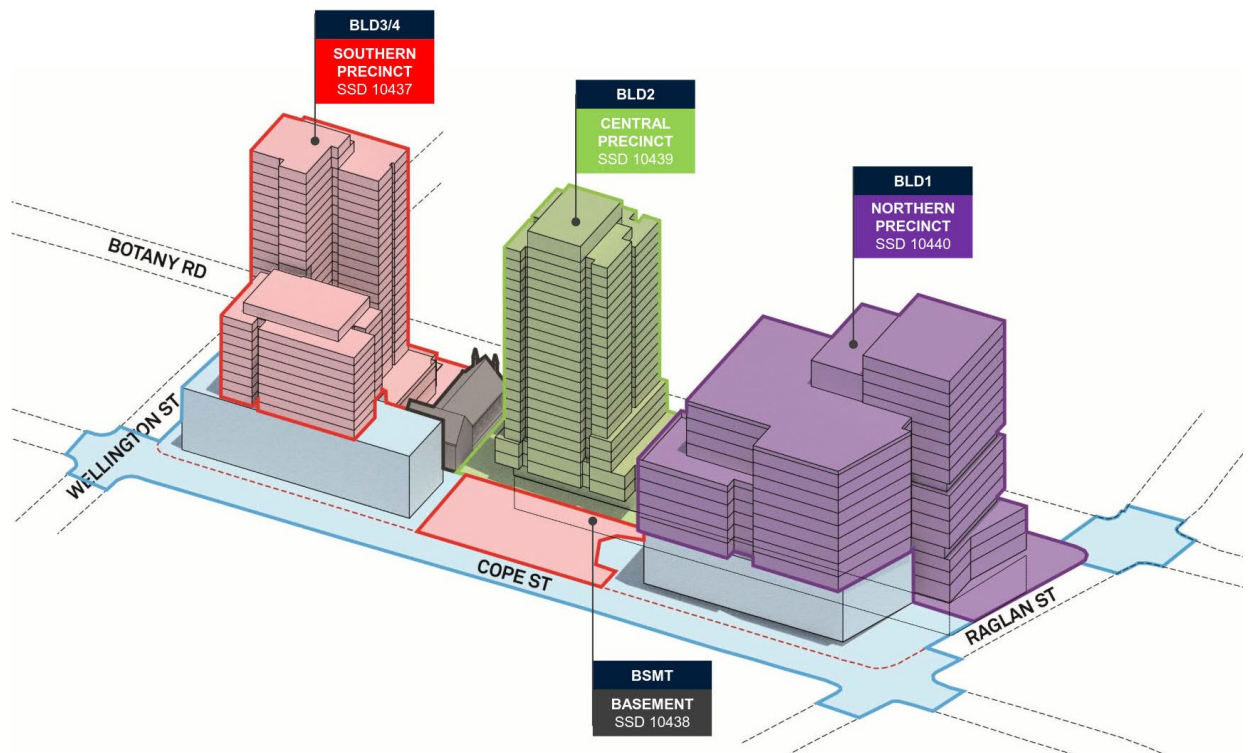 BLD3/4
SOUTHERN
PRECINCT
SSD 10437
BLD2
CENTRAL
PRECINCT
SSD 10439
BLD1
NORTHERN
PRECINCT
SSD 10440
BOTANY RD
WELLINGTON ST
COPE ST
RAGLAN ST
BSMT
BASEMENT
SSD 10438